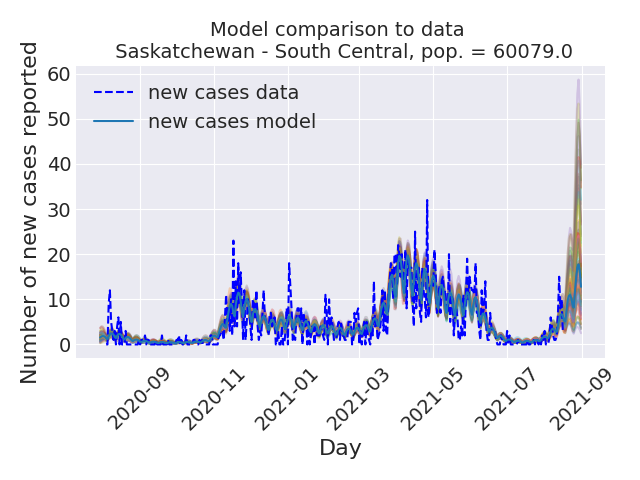 Model comparison to data
Saskatchewan - South Central, pop. = 60079.0
Number of new cases reported
60
50
40
30
20
10
0
new cases data
new cases model
2020-09
2020-11
2021-01
2021-03
2021-05
2021-07
2021-09
Day